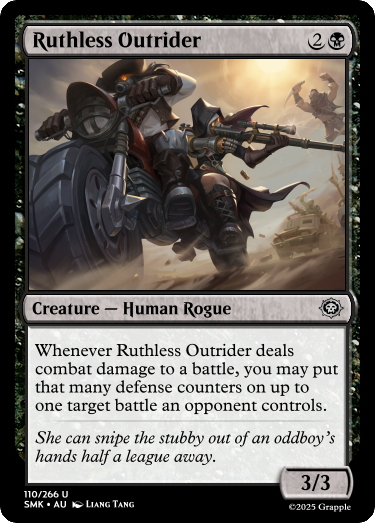 Ruthless Outrider 2
Creature — Human Rogue
Whenever Ruthless Outrider deals
combat damage to a battle, you may put
that many defense counters on up to
one target battle an opponent controls.
She can snipe the stubby out of an oddboy's
hands half a league away.
3/3
110/266 U
SMK • AU Liang Tang
©2025 Grapple